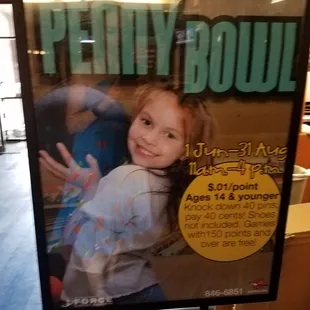 PENNY
BOWL
1 Jun-31 Aug
11am-4pm
$.01/point
Ages 14 & younger
Knock down 40 pins,
pay 40 cents! Shoes
not included. Games
with 150 points and
over are free!
FORCE
846-6851